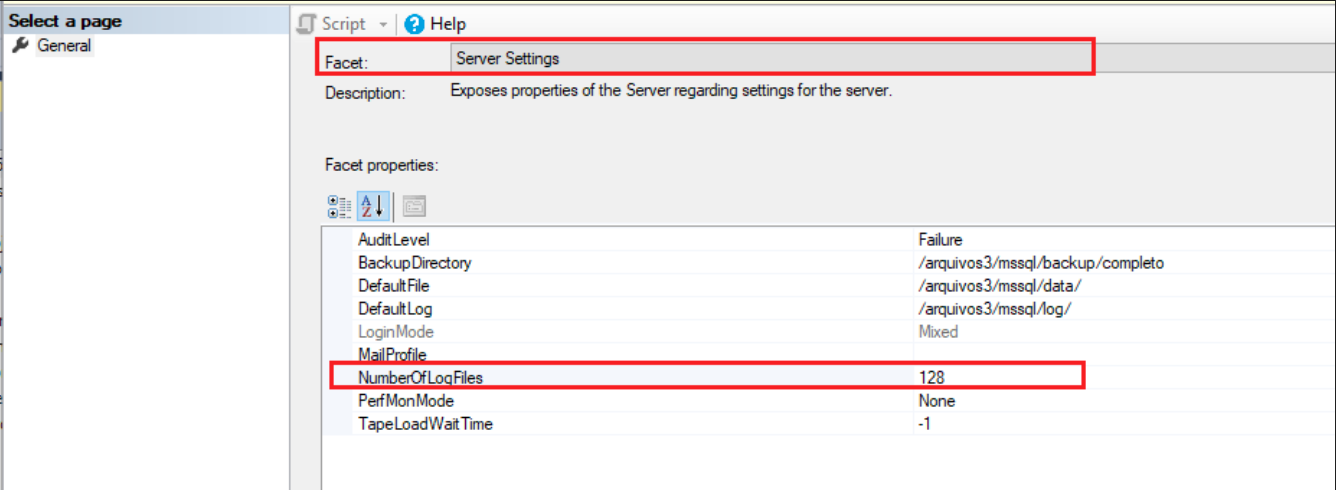 Select a page
General
Script
Help
Facet: Server Settings
Description: Exposes properties of the Server regarding settings for the server.
Facet properties:
AuditLevel Failure
BackupDirectory /arquivos3/mssql/backup/completo
DefaultFile /arquivos3/mssql/data/
DefaultLog /arquivos3/mssql/log/
LoginMode Mixed
MailProfile
NumberOfLogFiles 128
PerfMonMode None
TapeLoadWaitTime -1